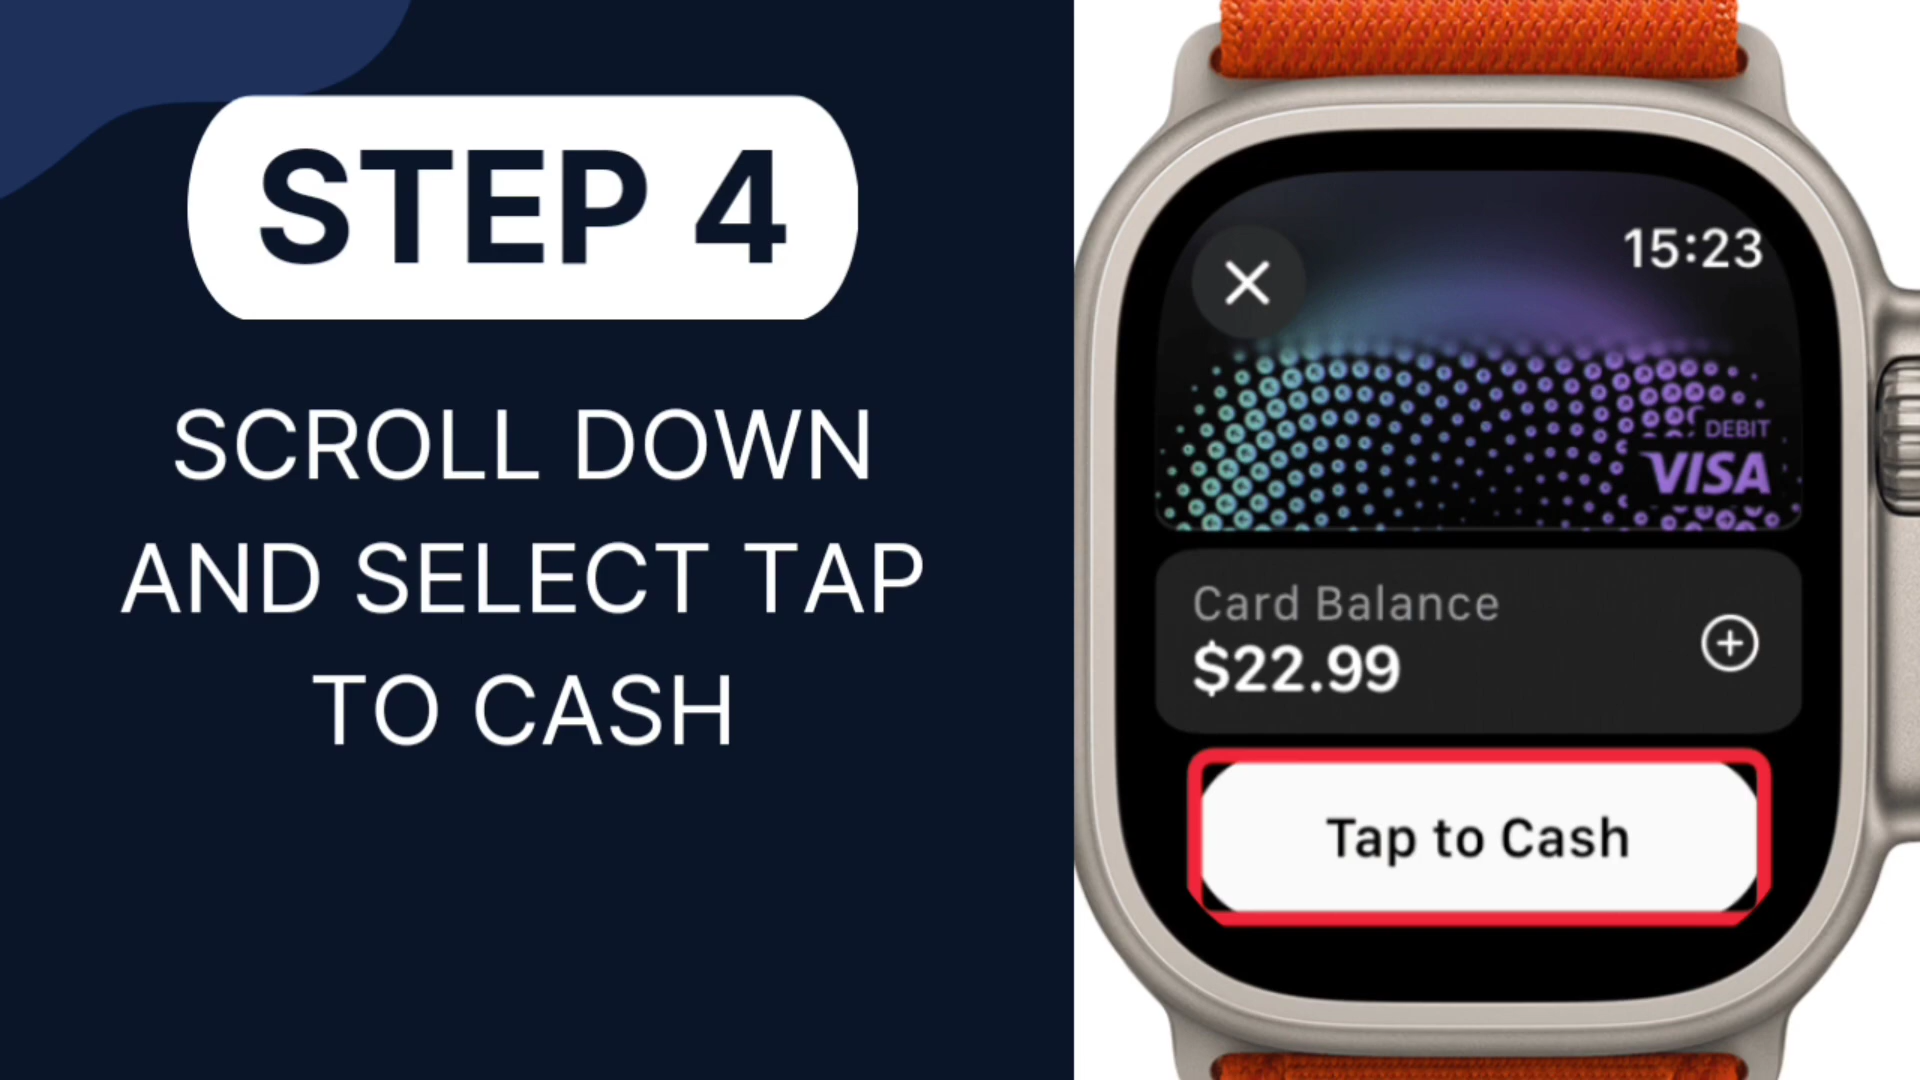 STEP 4
SCROLL DOWN
AND SELECT TAP
TO CASH
15:23
DEBIT
VISA
Card Balance
$22.99
Tap to Cash